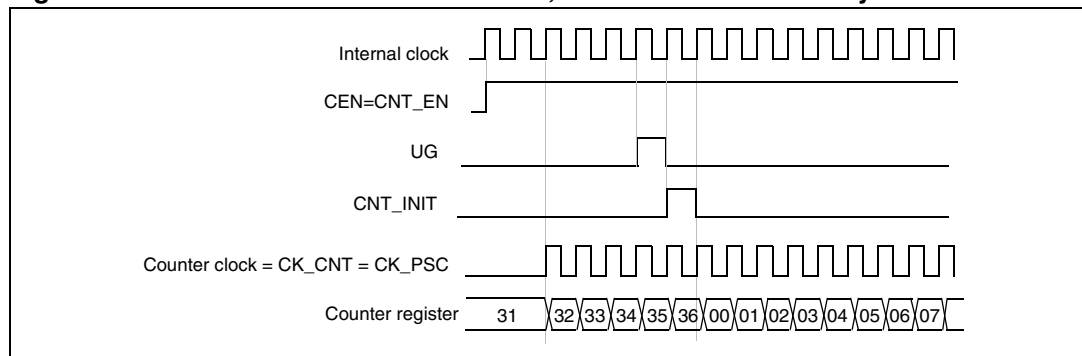 Internal clock
CEN=CNT_EN
UG
CNT_INIT
Counter clock = CK_CNT = CK_PSC
Counter register 31 32 33 34 35 36 00 01 02 03 04 05 06 07